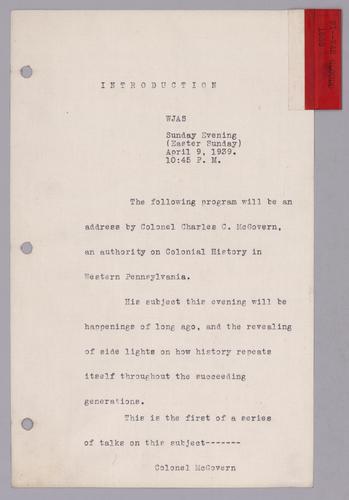 INTRODUCTION
WJAS
Sunday Evening
(Easter Sunday)
April 9, 1939.
10:45 P. M.
The following program will be an
address by Colonel Charles C. McGovern,
an authority on Colonial History in
Western Pennsylvania.
His subject this evening will be
happenings of long ago, and the revealing
of side lights on how history repeats
itself throughout the succeeding
generations.
This is the first of a series
of talks on this subject-------
Colonel McGovern